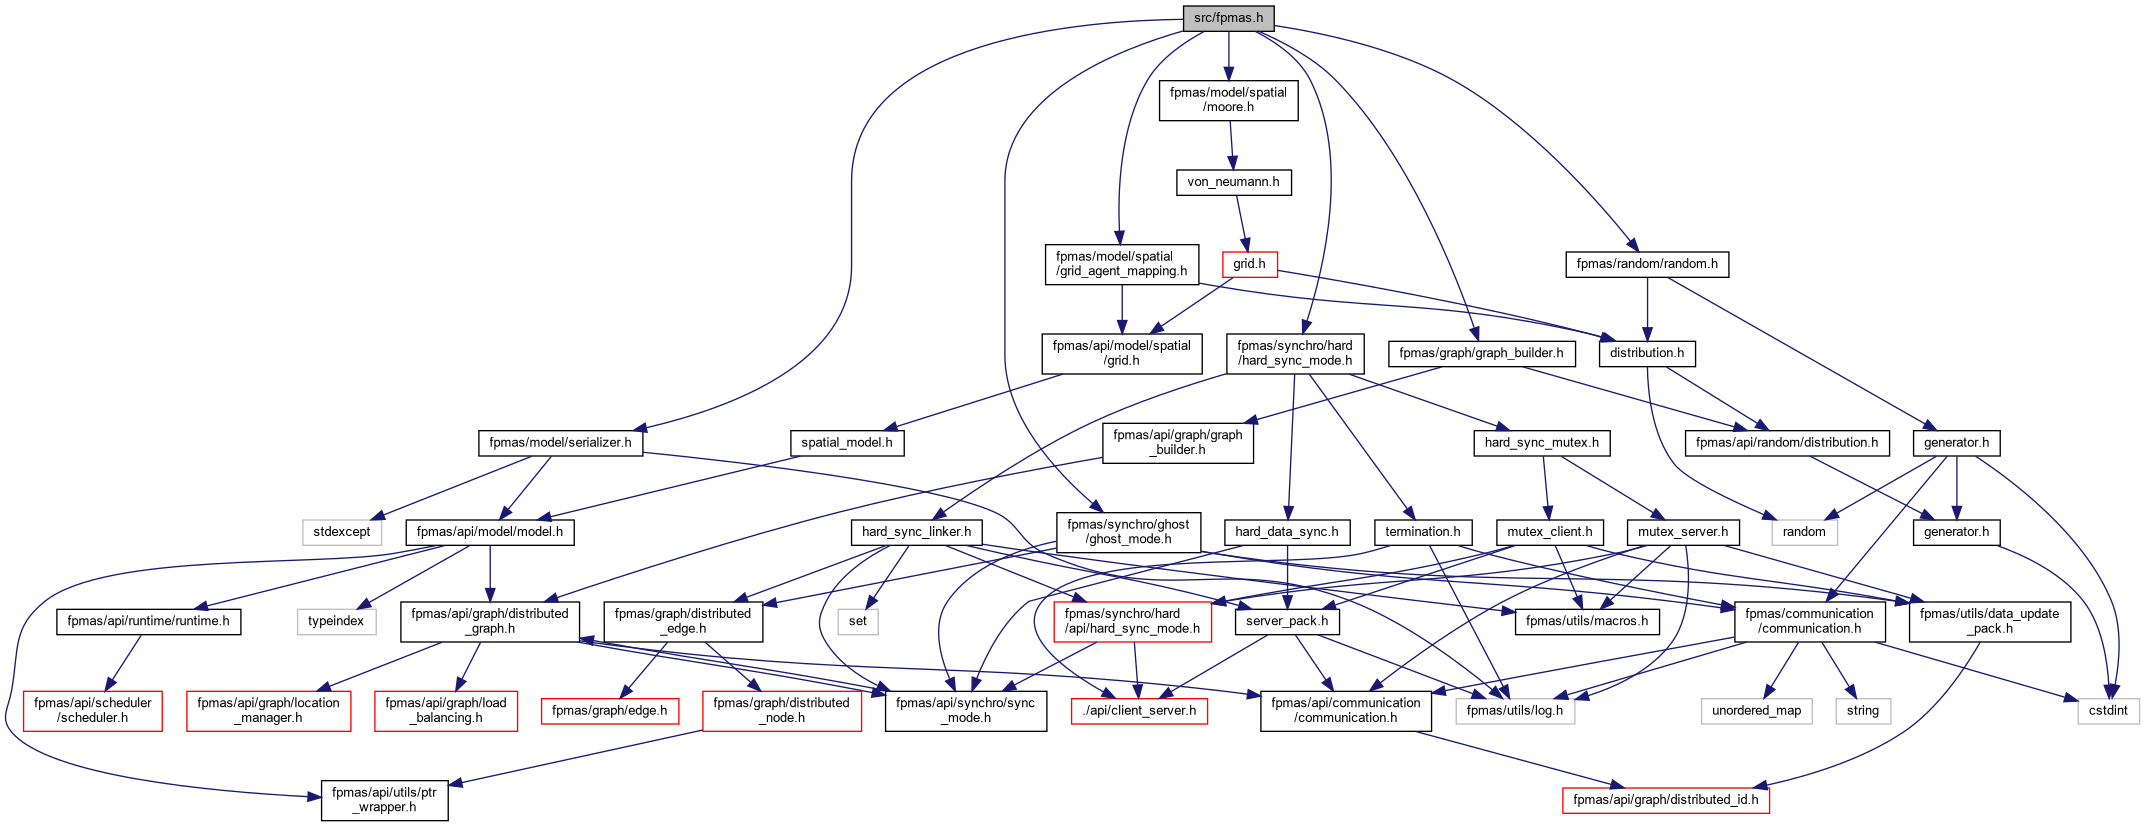 src/fpmas.h
fpmas/model/spatial
/moore.h
von_neumann.h
fpmas/model/spatial
/grid_agent_mapping.h
grid.h
fpmas/random/random.h
fpmas/api/model/spatial
/grid.h
fpmas/synchro/hard
/hard_sync_mode.h
fpmas/graph/graph_builder.h
distribution.h
fpmas/model/serializer.h
spatial_model.h
fpmas/api/graph/graph
_builder.h
hard_sync_mutex.h
fpmas/api/random/distribution.h
generator.h
stdexcept
fpmas/api/model/model.h
hard_sync_linker.h
fpmas/synchro/ghost
/ghost_mode.h
hard_data_sync.h
termination.h
mutex_client.h
mutex_server.h
random
generator.h
fpmas/api/runtime/runtime.h
typeindex
fpmas/api/graph/distributed
_graph.h
fpmas/graph/distributed
_edge.h
set
fpmas/synchro/hard
/api/hard_sync_mode.h
server_pack.h
fpmas/utils/macros.h
fpmas/communication
/communication.h
fpmas/utils/data_update
_pack.h
fpmas/api/scheduler
/scheduler.h
fpmas/api/graph/location
_manager.h
fpmas/api/graph/load
_balancing.h
fpmas/graph/edge.h
fpmas/graph/distributed
_node.h
fpmas/api/synchro/sync
_mode.h
./api/client_server.h
fpmas/api/communication
/communication.h
fpmas/utils/log.h
unordered_map
string
cstdint
fpmas/api/utils/ptr
_wrapper.h
fpmas/api/graph/distributed_id.h